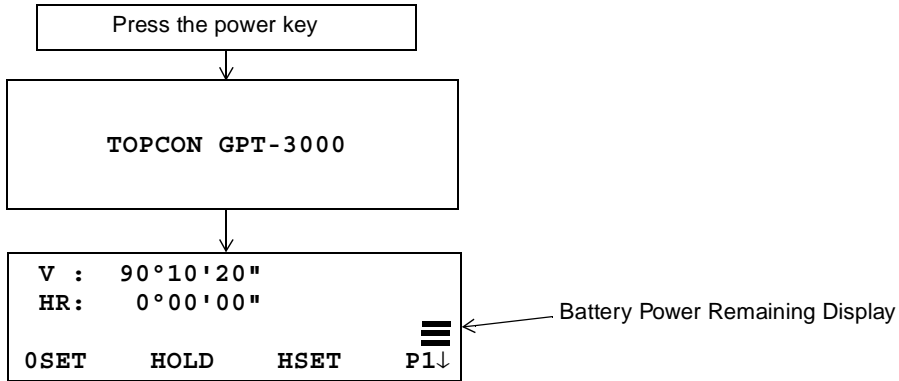 Press the power key
TOPCON GPT-3000
V :  90°10'20"
HR:   0°00'00"
Battery Power Remaining Display
0SET HOLD HSET P1↓